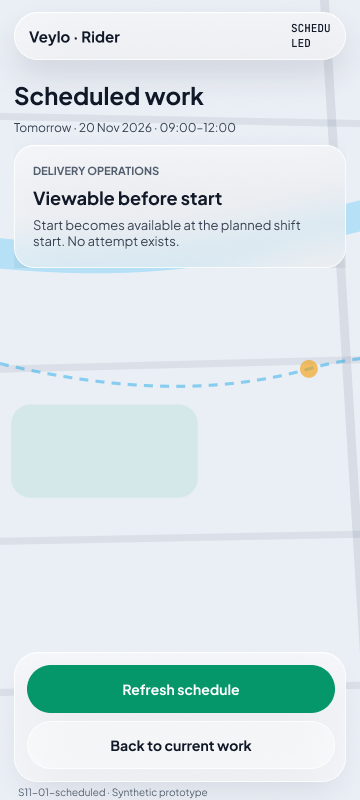 Veylo · Rider
SCHEDU
LED
Scheduled work
Tomorrow · 20 Nov 2026 · 09:00–12:00
DELIVERY OPERATIONS
Viewable before start
Start becomes available at the planned shift
start. No attempt exists.
Refresh schedule
Back to current work
S11-01-scheduled · Synthetic prototype